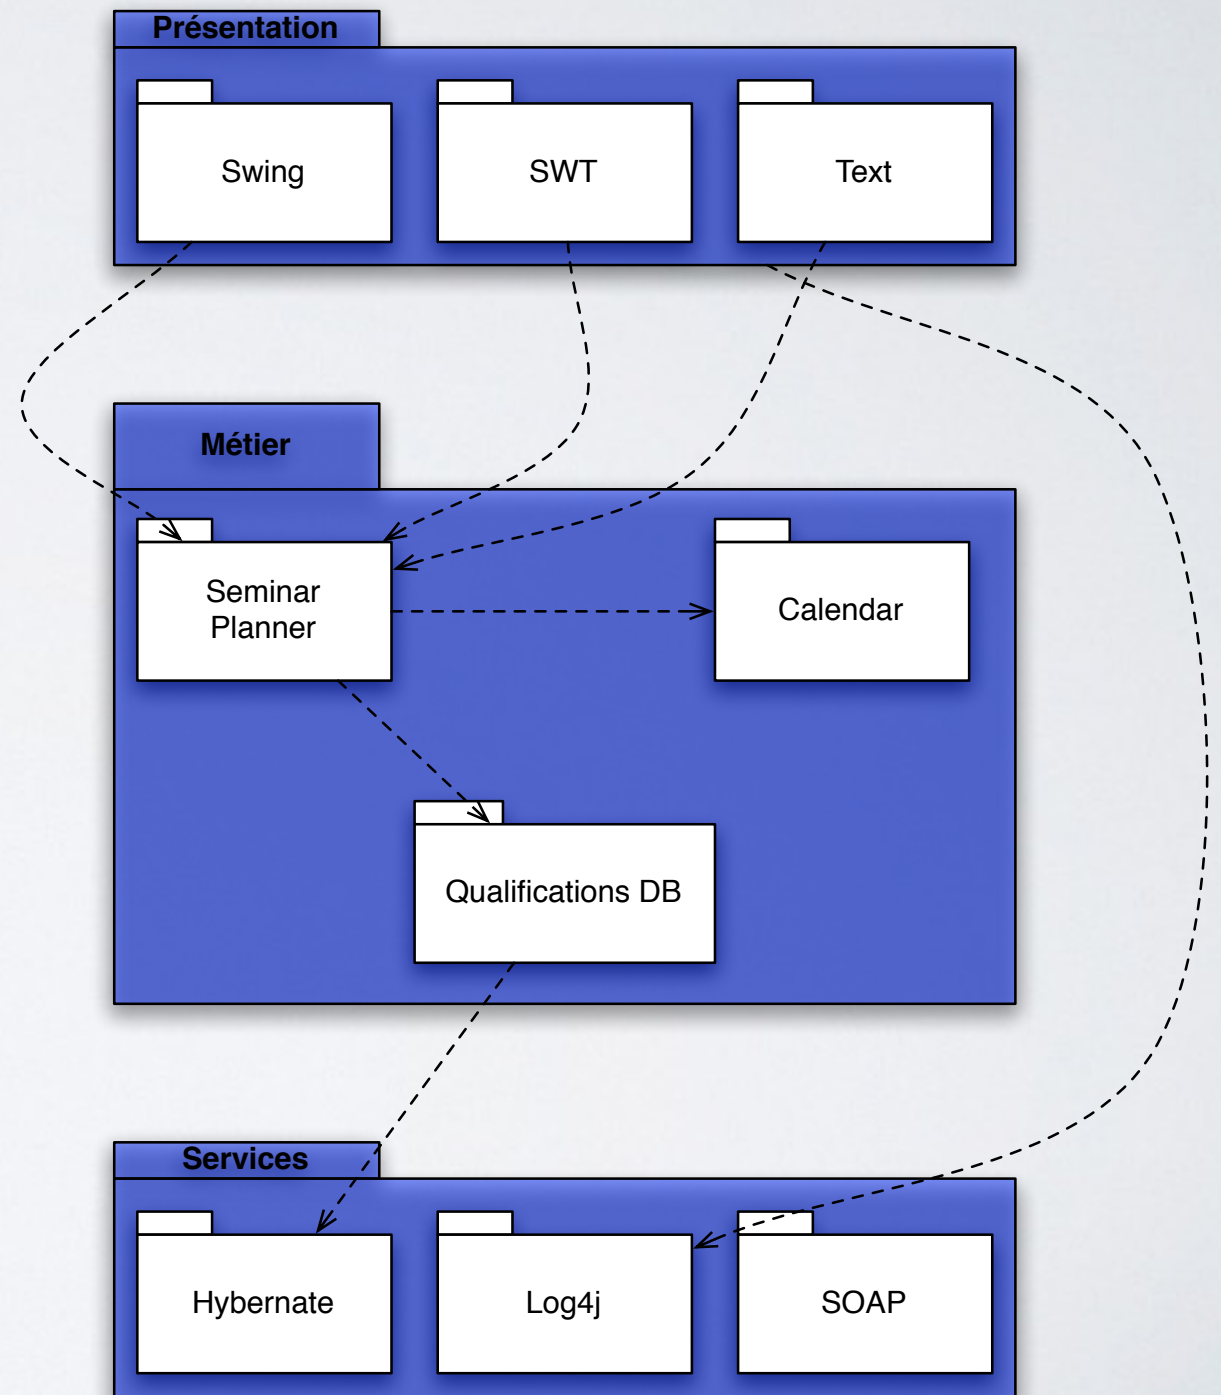 Présentation
Swing
SWT
Text
Métier
Seminar
Planner
Calendar
Qualifications DB
Services
Hybernate
Log4j
SOAP